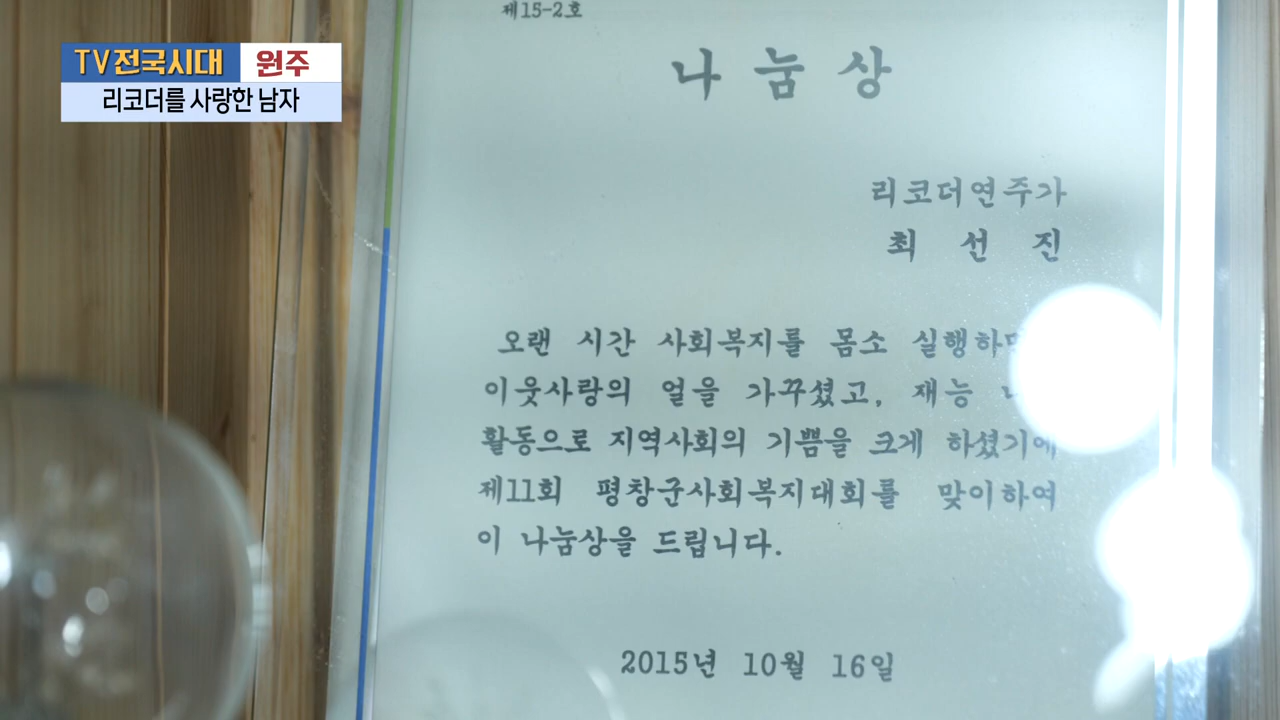 TV전국시대 원주
리코더를 사랑한 남자
제15-2호
나 눔 상
리코더연주가
최 선 진
오랜 시간 사회복지를 몸소 실행하
이웃사랑의 얼을 가꾸셨고, 재능
활동으로 지역사회의 기쁨을 크게 하셨기에
제11회 평창군사회복지대회를 맞이하여
이 나눔상을 드립니다.
2015년 10월 16일